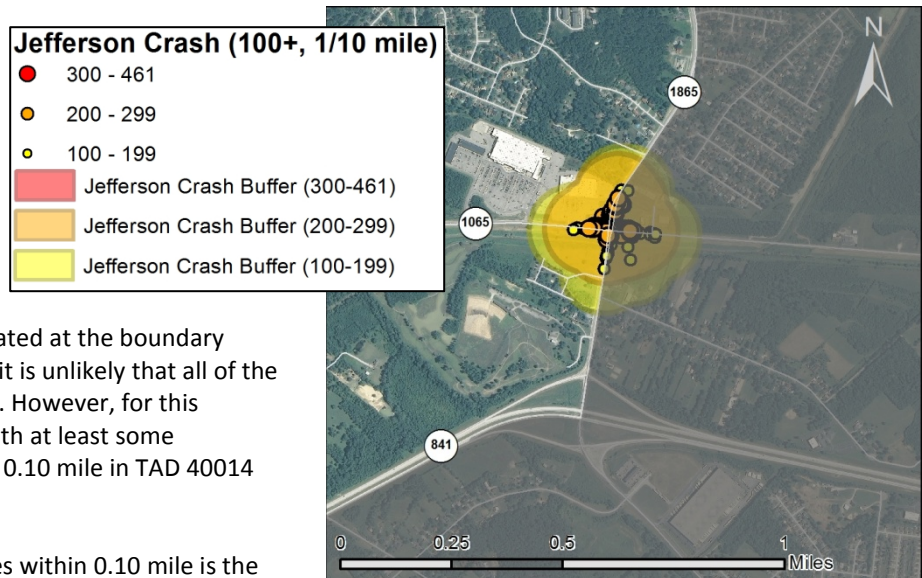 Jefferson Crash (100+, 1/10 mile)
300 - 461
200 - 299
100 - 199
Jefferson Crash Buffer (300-461)
Jefferson Crash Buffer (200-299)
Jefferson Crash Buffer (100-199)
N
1865
1065
841
0 0.25 0.5 1
Miles
ated at the boundary
it is unlikely that all of the
. However, for this
th at least some
0.10 mile in TAD 40014
es within 0.10 mile is the